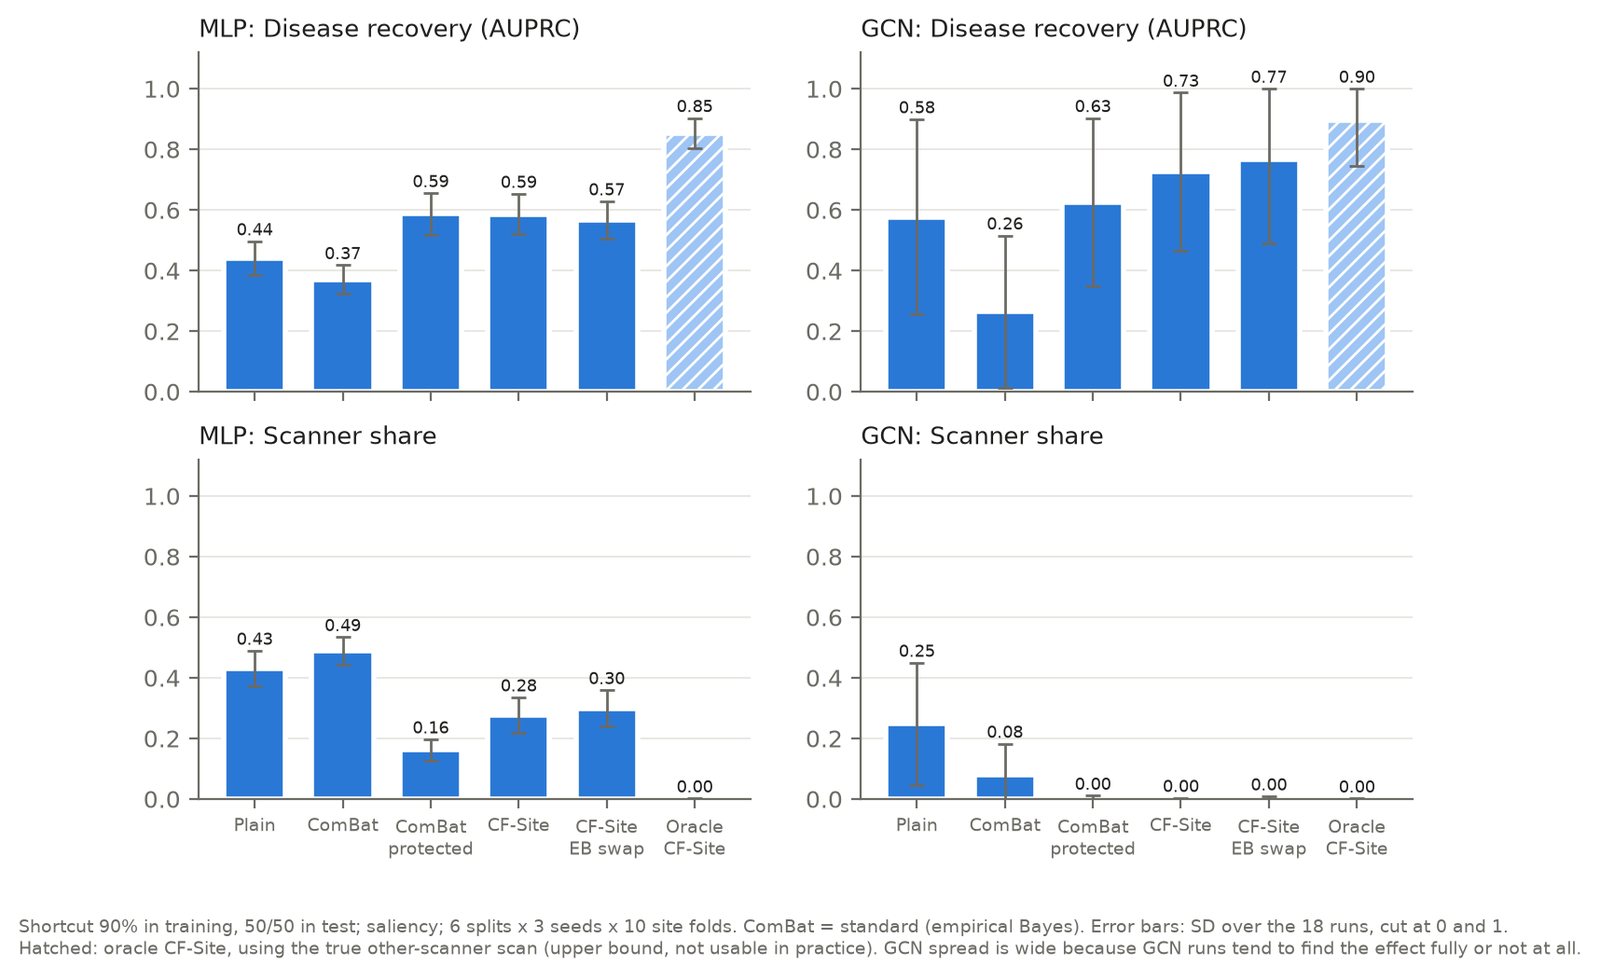 MLP: Disease recovery (AUPRC)
1.0
0.8
0.6
0.4
0.2
0.0
0.44
0.37
0.59
0.59
0.57
0.85
GCN: Disease recovery (AUPRC)
1.0
0.8
0.6
0.4
0.2
0.0
0.58
0.26
0.63
0.73
0.77
0.90
MLP: Scanner share
1.0
0.8
0.6
0.4
0.2
0.0
0.43
0.49
0.16
0.28
0.30
0.00
Plain
ComBat
ComBat
protected
CF-Site
CF-Site
EB swap
Oracle
CF-Site
GCN: Scanner share
1.0
0.8
0.6
0.4
0.2
0.0
0.25
0.08
0.00
0.00
0.00
0.00
Plain
ComBat
ComBat
protected
CF-Site
CF-Site
EB swap
Oracle
CF-Site
Shortcut 90% in training, 50/50 in test; saliency; 6 splits x 3 seeds x 10 site folds. ComBat = standard (empirical Bayes). Error bars: SD over the 18 runs, cut at 0 and 1.
Hatched: oracle CF-Site, using the true other-scanner scan (upper bound, not usable in practice). GCN spread is wide because GCN runs tend to find the effect fully or not at all.